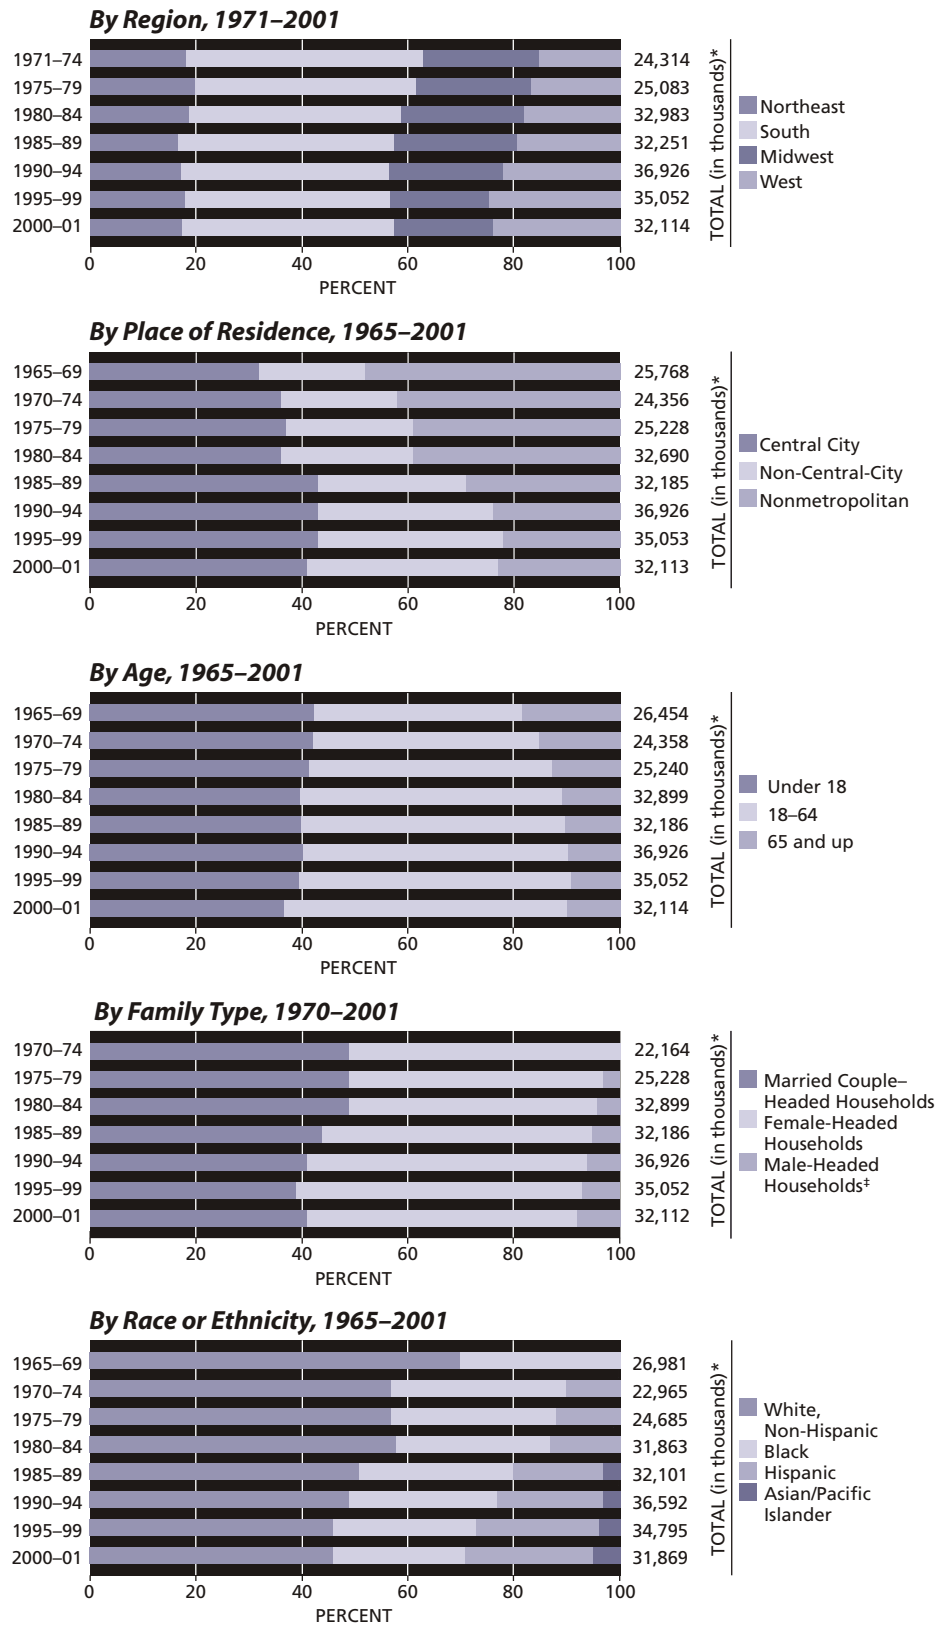 By Region, 1971–2001
1971–74 24,314
1975–79 25,083
1980–84 32,983
1985–89 32,251
1990–94 36,926
1995–99 35,052
2000–01 32,114
0 20 40 60 80 100
PERCENT
TOTAL (in thousands)*
Northeast
South
Midwest
West
By Place of Residence, 1965–2001
1965–69 25,768
1970–74 24,356
1975–79 25,228
1980–84 32,690
1985–89 32,185
1990–94 36,926
1995–99 35,053
2000–01 32,113
0 20 40 60 80 100
PERCENT
TOTAL (in thousands)*
Central City
Non-Central-City
Nonmetropolitan
By Age, 1965–2001
1965–69 26,454
1970–74 24,358
1975–79 25,240
1980–84 32,899
1985–89 32,186
1990–94 36,926
1995–99 35,052
2000–01 32,114
0 20 40 60 80 100
PERCENT
TOTAL (in thousands)*
Under 18
18–64
65 and up
By Family Type, 1970–2001
1970–74 22,164
1975–79 25,228
1980–84 32,899
1985–89 32,186
1990–94 36,926
1995–99 35,052
2000–01 32,112
0 20 40 60 80 100
PERCENT
TOTAL (in thousands)*
Married Couple–
Headed Households
Female-Headed
Households
Male-Headed
Households‡
By Race or Ethnicity, 1965–2001
1965–69 26,981
1970–74 22,965
1975–79 24,685
1980–84 31,863
1985–89 32,101
1990–94 36,592
1995–99 34,795
2000–01 31,869
0 20 40 60 80 100
PERCENT
TOTAL (in thousands)*
White,
Non-Hispanic
Black
Hispanic
Asian/Pacific
Islander